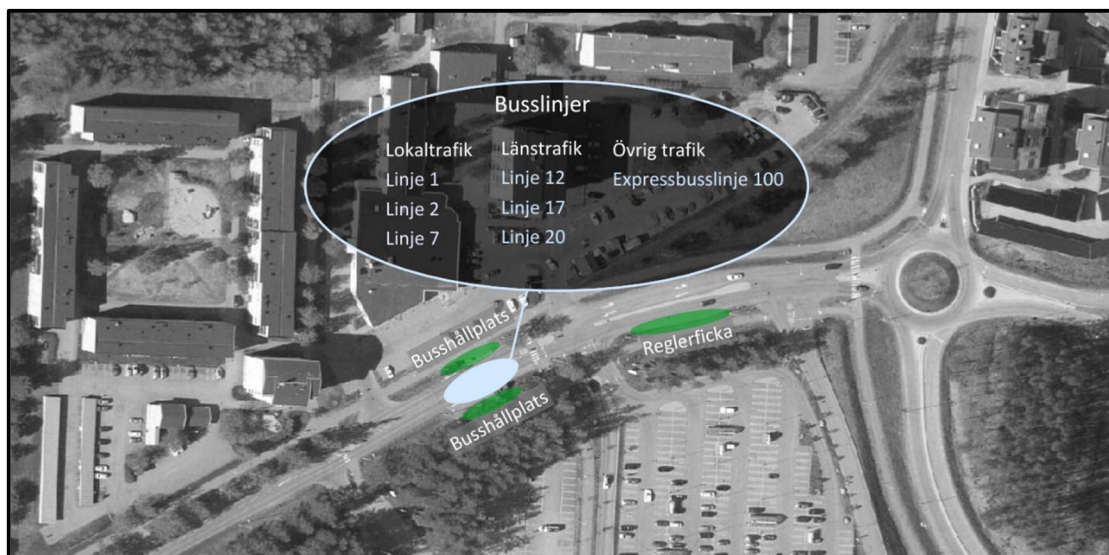 Busslinjer
Lokaltrafik
Linje 1
Linje 2
Linje 7
Länstrafik
Linje 12
Linje 17
Linje 20
Övrig trafik
Expressbusslinje 100
Busshållplats
Reglerficka
Busshållplats